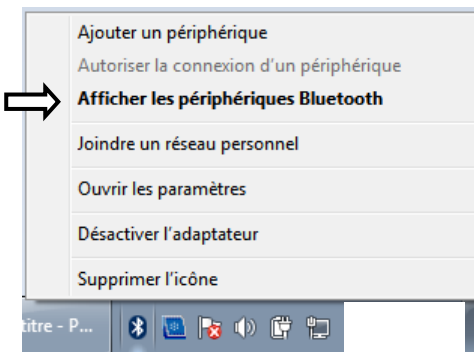 Ajouter un périphérique
Autoriser la connexion d'un périphérique
Afficher les périphériques Bluetooth
Joindre un réseau personnel
Ouvrir les paramètres
Désactiver l'adaptateur
Supprimer l'icône
titre - P...